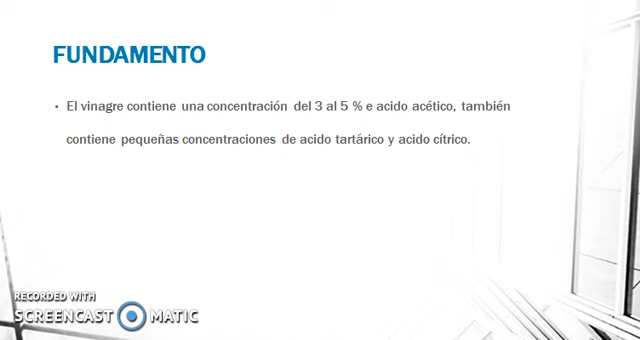 FUNDAMENTO
• El vinagre contiene una concentración del 3 al 5 % e acido acético, también
contiene pequeñas concentraciones de acido tartárico y acido cítrico.
RECORDED WITH
SCREENCAST MATIC